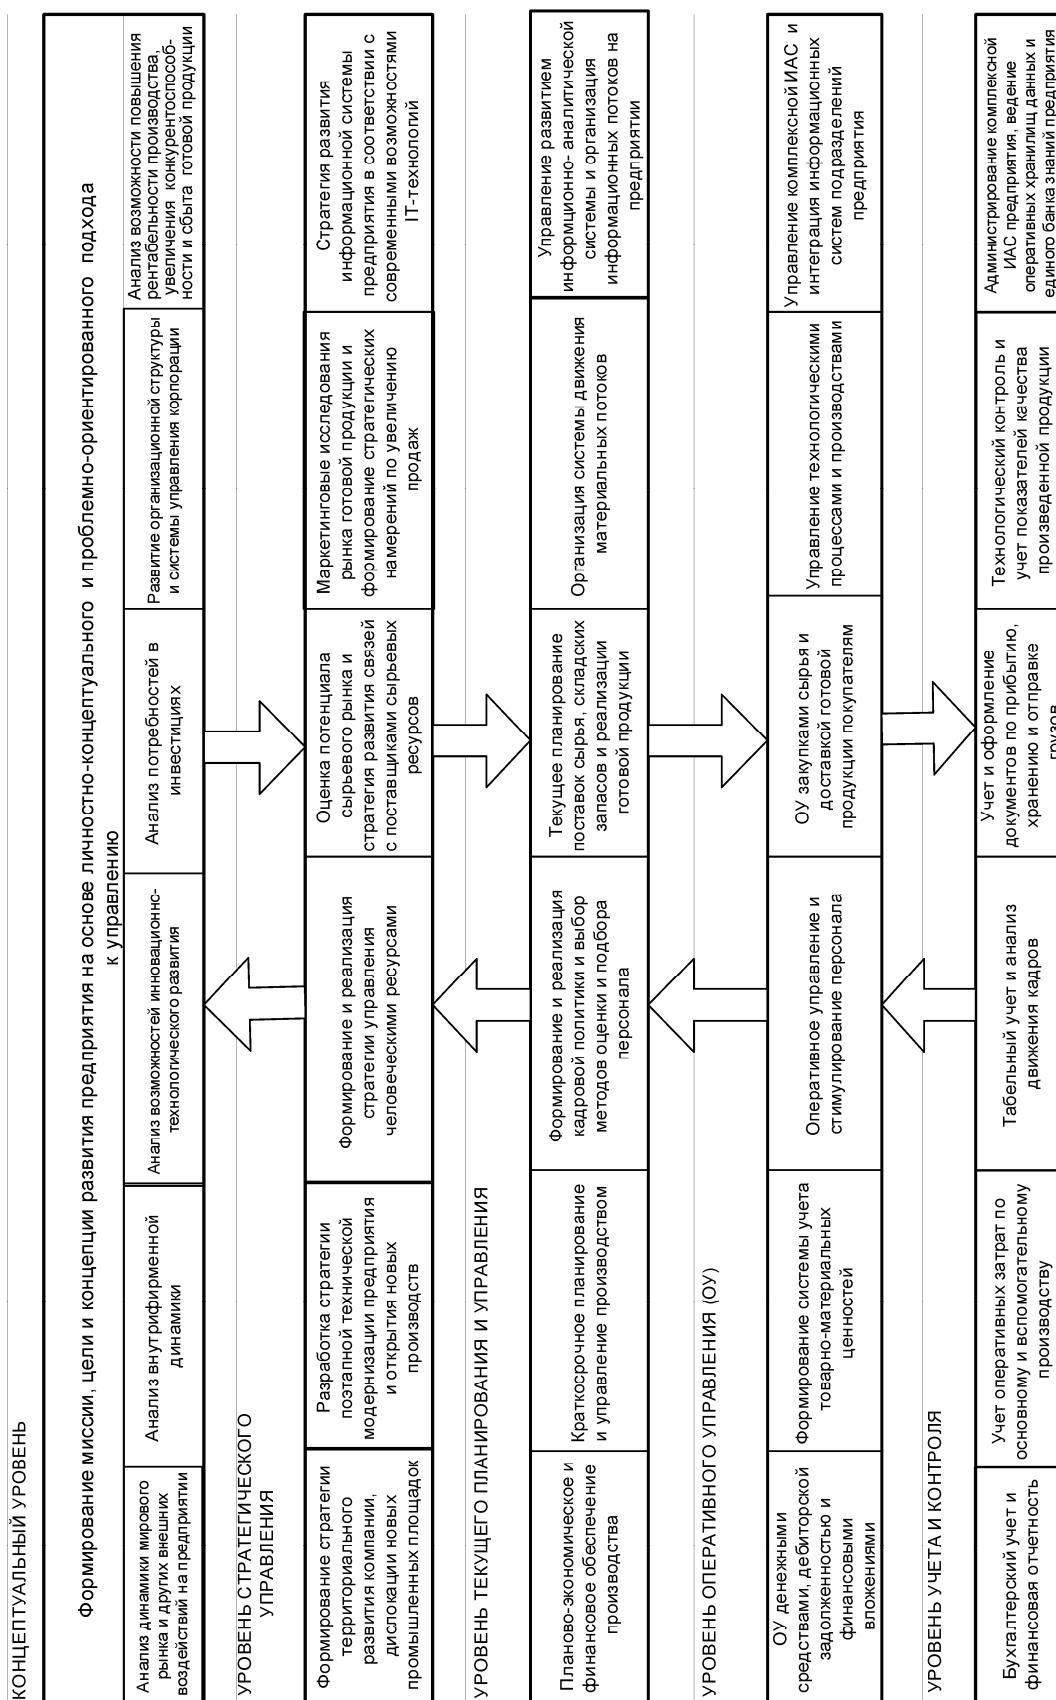 КОНЦЕПТУАЛЬНЫЙ УРОВЕНЬ
Формирование миссии, цели и концепции развития предприятия на основе личностно-концептуального и проблемно-ориентированного подхода
к управлению
Анализ динамики мирового
рынка и других внешних
воздействий на предприятии
Анализ внутрифирменной
динамики
Анализ возможностей инновационно-
технологического развития
Анализ потребностей в
инвестициях
Развитие организационной структуры
и системы управления корпорации
Анализ возможности повышения
рентабельности производства,
увеличения конкурентоспособ-
ности и сбыта готовой продукции
УРОВЕНЬ СТРАТЕГИЧЕСКОГО
УПРАВЛЕНИЯ
Формирование стратегии
территориального
развития компании,
дислокации новых
промышленных площадок
Разработка стратегии
поэтапной технической
модернизации предприятия
и открытия новых
производств
Формирование и реализация
стратегии управления
человеческими ресурсами
Оценка потенциала
сырьевого рынка и
стратегия развития связей
с поставщиками сырьевых
ресурсов
Маркетинговые исследования
рынка готовой продукции и
формирование стратегических
намерений по увеличению
продаж
Стратегия развития
информационной системы
предприятия в соответствии с
современными возможностями
IT-технологий
УРОВЕНЬ ТЕКУЩЕГО ПЛАНИРОВАНИЯ И УПРАВЛЕНИЯ
Планово-экономическое и
финансовое обеспечение
производства
Краткосрочное планирование
и управление производством
Формирование и реализация
кадровой политики и выбор
методов оценки и подбора
персонала
Текущее планирование
поставок сырья, складских
запасов и реализации
готовой продукции
Организация системы движения
материальных потоков
Управление развитием
информционно- аналитической
системы и организация
информационных потоков на
предприятии
УРОВЕНЬ ОПЕРАТИВНОГО УПРАВЛЕНИЯ (ОУ)
ОУ денежными
средствами, дебиторской
задолженностью и
финансовыми
вложениями
Формирование системы учета
товарно-материальных
ценностей
Оперативное управление и
стимулирование персонала
ОУ закупками сырья и
доставкой готовой
продукции покупателям
Управление технологическими
процессами и производствами
Управление комплексной ИАС и
интеграция информационных
систем подразделений
предприятия
УРОВЕНЬ УЧЕТА И КОНТРОЛЯ
Бухгалтерский учет и
финансовая отчетность
Учет оперативных затрат по
основному и вспомогательному
производству
Табельный учет и анализ
движения кадров
Учет и оформление
документов по прибытию,
хранению и отправке
грузов
Технологический контроль и
учет показателей качества
произведенной продукции
Администрирование комплексной
ИАС предприятия, ведение
оперативных хранилищ данных и
единого банка знаний предприятия